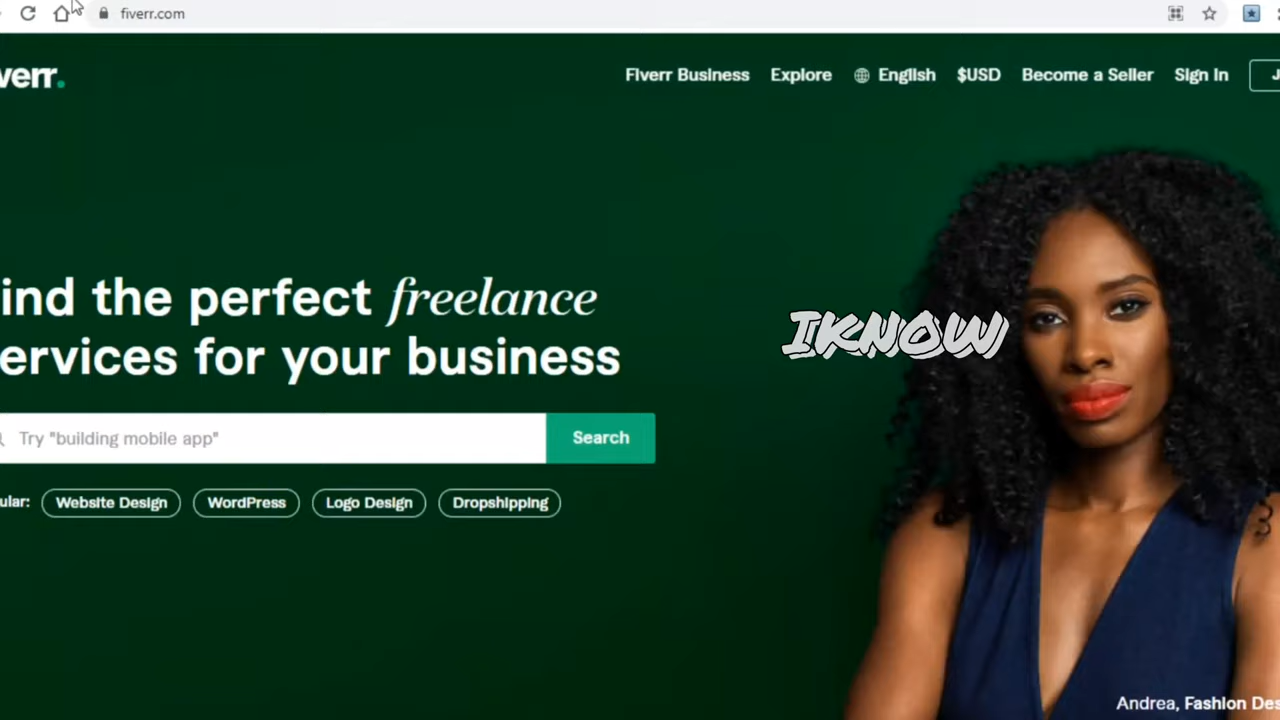 fiverr.com
verr.
Fiverr Business Explore English $USD Become a Seller Sign In J
ind the perfect freelance
ervices for your business
IKNOW
Try "building mobile app" Search
ular: Website Design WordPress Logo Design Dropshipping
Andrea, Fashion Des